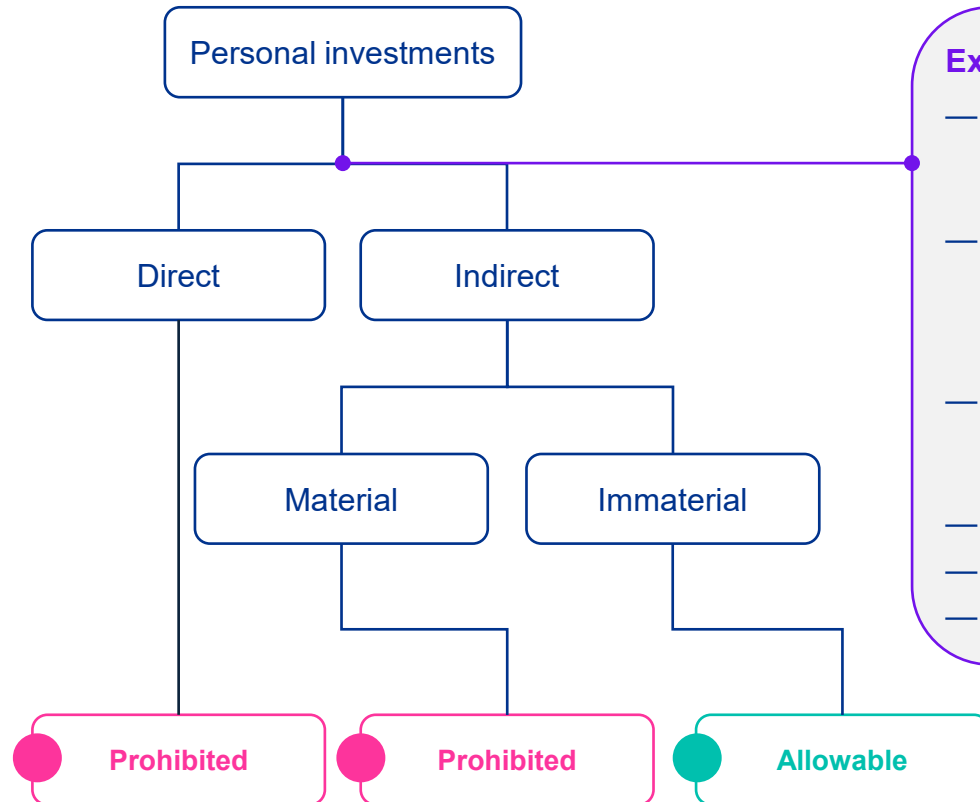 Personal investments
Ex
—
—
—
—
—
—
Direct
Indirect
Material
Immaterial
Prohibited
Prohibited
Allowable